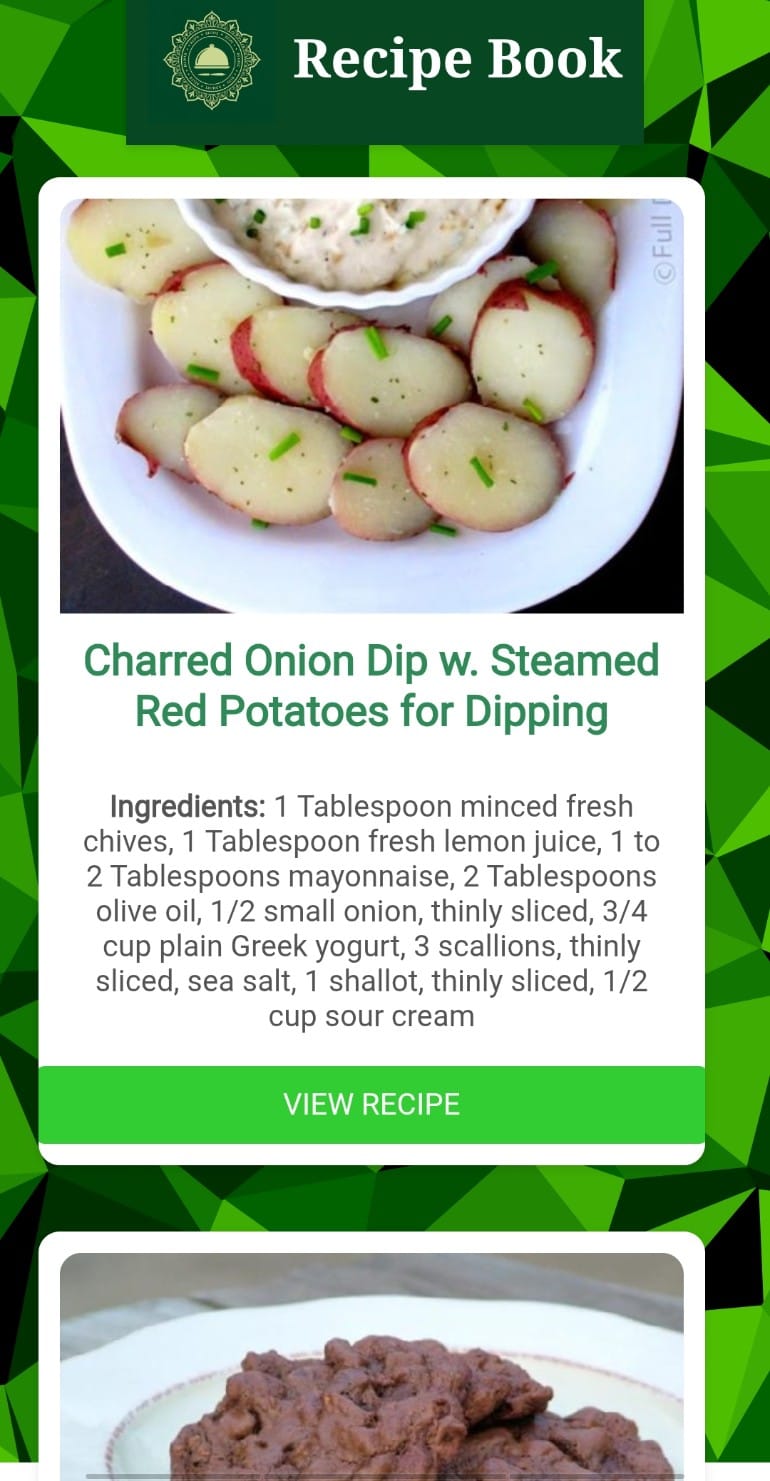 Recipe Book
©Full
Charred Onion Dip w. Steamed
Red Potatoes for Dipping
Ingredients: 1 Tablespoon minced fresh
chives, 1 Tablespoon fresh lemon juice, 1 to
2 Tablespoons mayonnaise, 2 Tablespoons
olive oil, 1/2 small onion, thinly sliced, 3/4
cup plain Greek yogurt, 3 scallions, thinly
sliced, sea salt, 1 shallot, thinly sliced, 1/2
cup sour cream
VIEW RECIPE